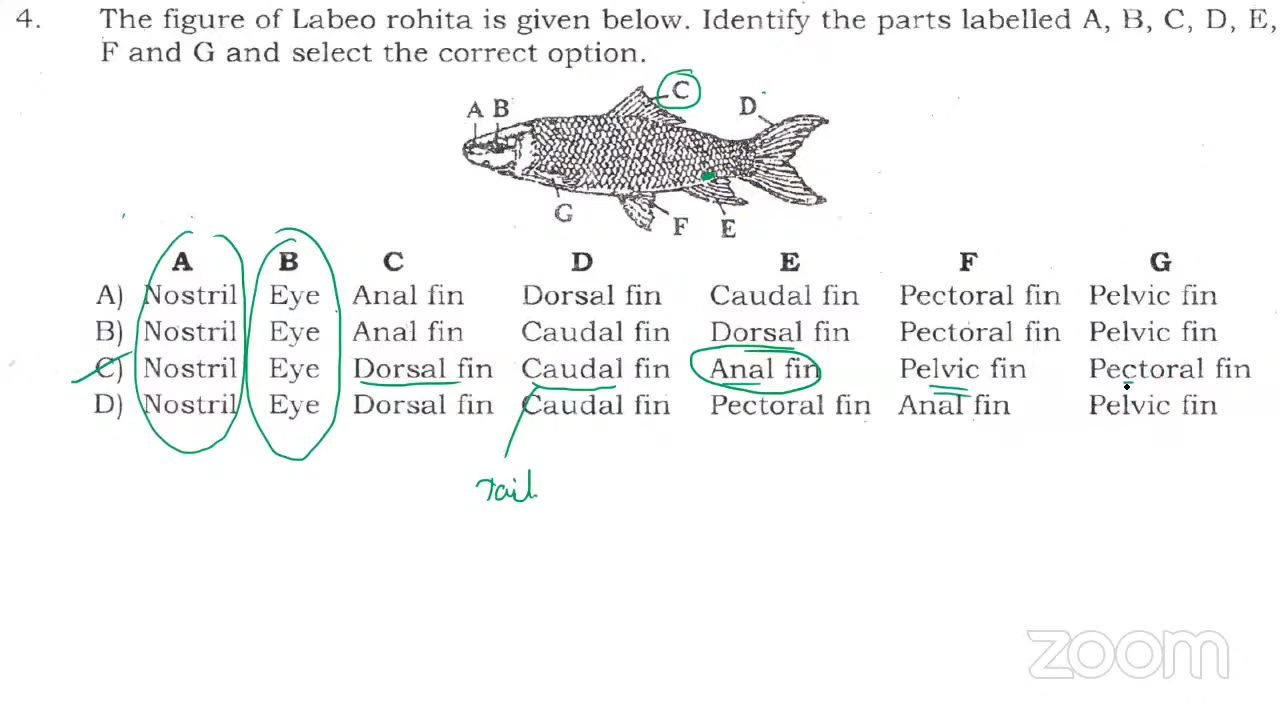 4. The figure of Labeo rohita is given below. Identify the parts labelled A, B, C, D, E,
F and G and select the correct option.
C
D
A B
G
F
E
A B C D E F G
A) Nostril Eye Anal fin Dorsal fin Caudal fin Pectoral fin Pelvic fin
B) Nostril Eye Anal fin Caudal fin Dorsal fin Pectoral fin Pelvic fin
C) Nostril Eye Dorsal fin Caudal fin Anal fin Pelvic fin Pectoral fin
D) Nostril Eye Dorsal fin Caudal fin Pectoral fin Anal fin Pelvic fin
Tail
zoom